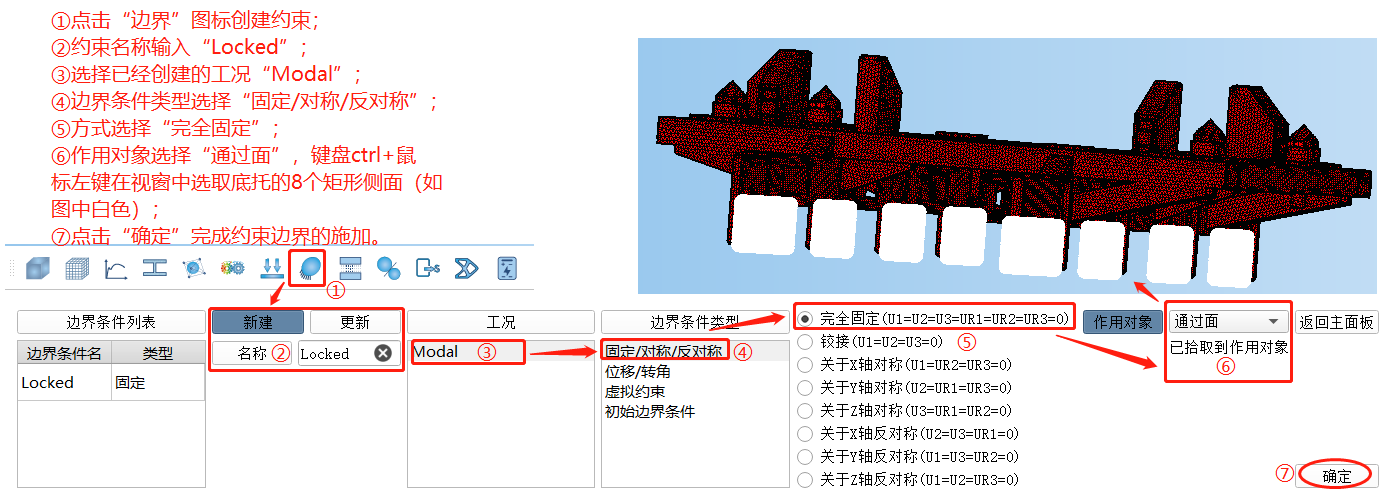 ①点击“边界”图标创建约束；
②约束名称输入“Locked”；
③选择已经创建的工况“Modal”；
④边界条件类型选择“固定/对称/反对称”；
⑤方式选择“完全固定”；
⑥作用对象选择“通过面”，键盘ctrl+鼠
标左键在视窗中选取底托的8个矩形侧面（如
图中白色）；
⑦点击“确定”完成约束边界的施加。
①
边界条件列表
新建
更新
工况
边界条件类型
完全固定(U1=U2=U3=UR1=UR2=UR3=0)
作用对象
通过面
返回主面板
边界条件名
类型
名称
②
Locked
Modal
③
固定/对称/反对称
④
铰接(U1=U2=U3=0)
⑤
已拾取到作用对象
⑥
Locked
固定
位移/转角
虚拟约束
初始边界条件
关于X轴对称(U1=UR2=UR3=0)
关于Y轴对称(U2=UR1=UR3=0)
关于Z轴对称(U3=UR1=UR2=0)
关于X轴反对称(U2=U3=UR1=0)
关于Y轴反对称(U1=U3=UR2=0)
关于Z轴反对称(U1=U2=UR3=0)
⑦
确定